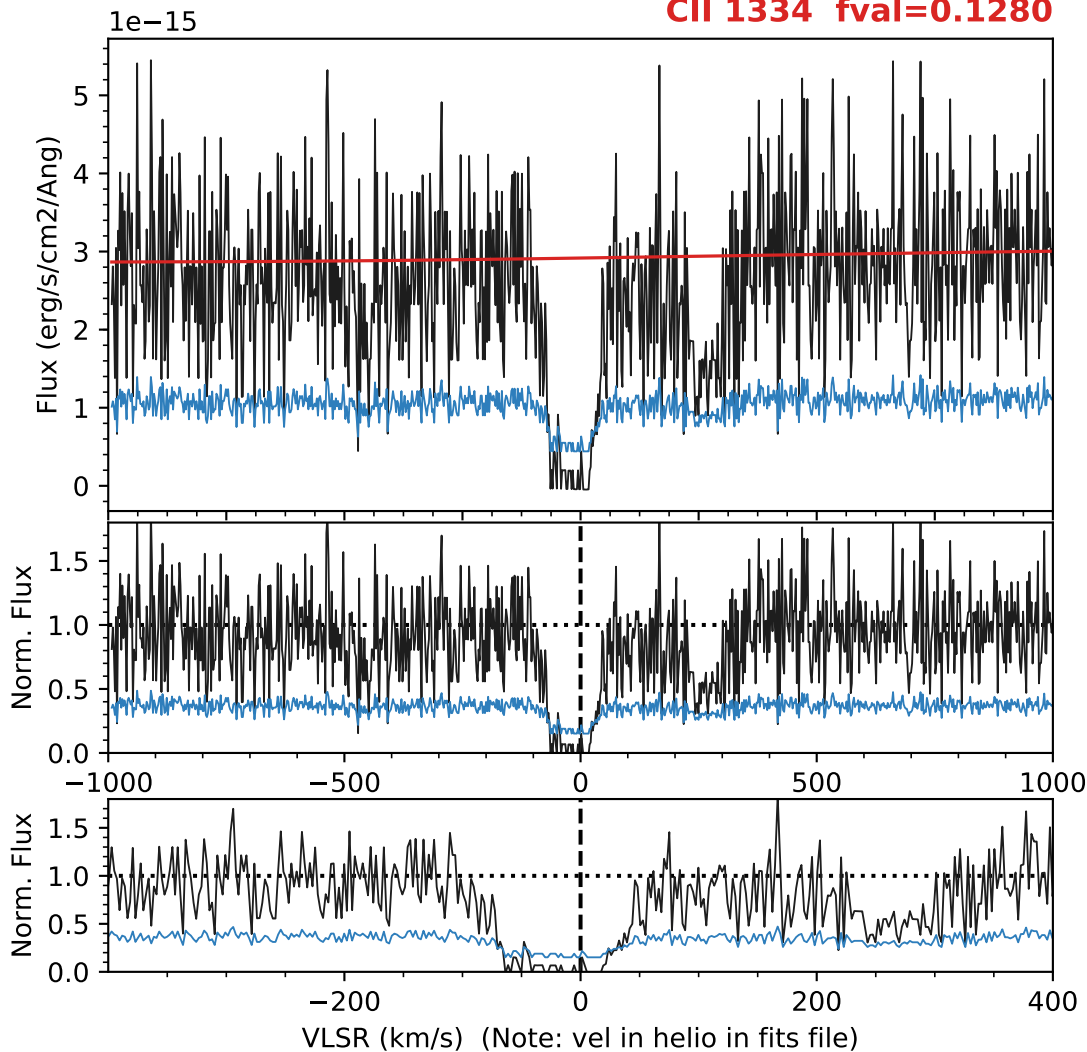 CII 1334 fval=0.1280
1e−15
5
4
3
2
1
0
Flux (erg/s/cm2/Ang)
1.5
1.0
0.5
0.0
Norm. Flux
−1000 −500 0 500 1000
1.5
1.0
0.5
0.0
Norm. Flux
−200 0 200 400
VLSR (km/s) (Note: vel in helio in fits file)